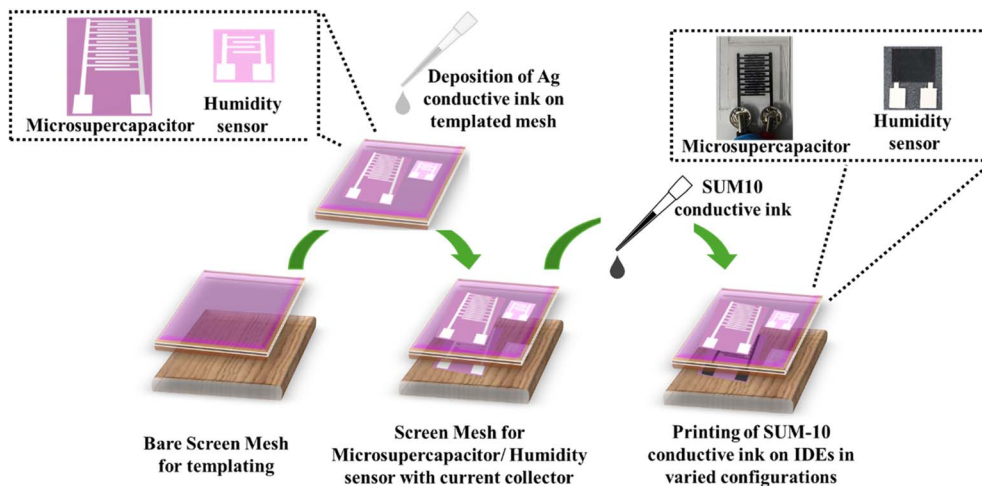 Microsupercapacitor
Humidity
sensor
Deposition of Ag
conductive ink on
templated mesh
Microsupercapacitor
Humidity
sensor
SUM10
conductive ink
Bare Screen Mesh
for templating
Screen Mesh for
Microsupercapacitor/ Humidity
sensor with current collector
Printing of SUM-10
conductive ink on IDEs in
varied configurations